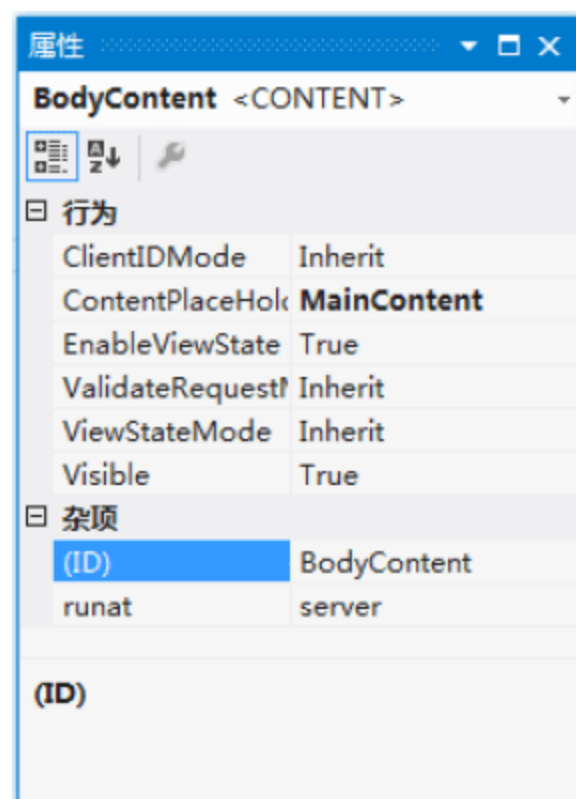 属性
BodyContent <CONTENT>
行为
ClientIDMode Inherit
ContentPlaceHol MainContent
EnableViewState True
ValidateRequest Inherit
ViewStateMode Inherit
Visible True
杂项
(ID) BodyContent
runat server
(ID)